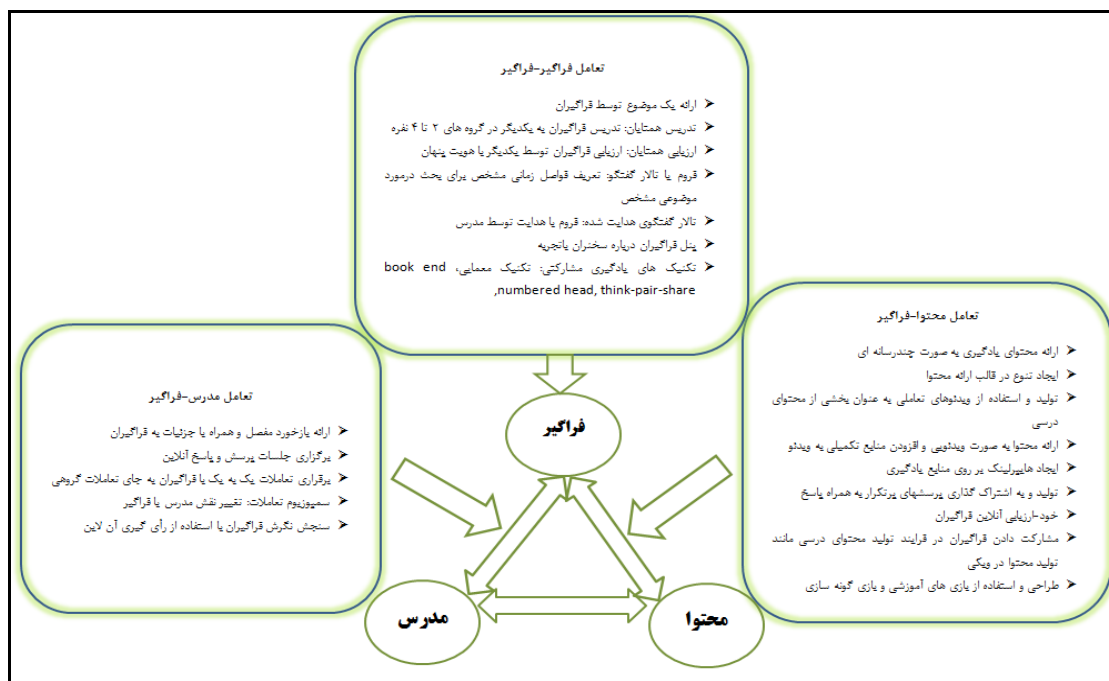 تعامل فراگیر-فراگیر
ارائه یک موضوع توسط فراگیران
تدریس همتایان: تدریس فراگیران به یکدیگر در گروه های ۲ تا ۴ نفره
ارزیابی همتایان: ارزیابی فراگیران توسط یکدیگر با هویت پنهان
فروم یا تالار گفتگو: تعریف فواصل زمانی مشخص برای بحث درمورد
موضوعی مشخص
تالار گفتگوی هدایت شده: فروم با هدایت توسط مدرس
پنل فراگیران درباره سخنران باتجربه
تکنیک های یادگیری مشارکتی: تکنیک معمایی، book end
,numbered head, think-pair-share
تعامل محتوا-فراگیر
ارائه محتوای یادگیری به صورت چندرسانه ای
ایجاد تنوع در قالب ارائه محتوا
تولید و استفاده از ویدئوهای تعاملی به عنوان بخشی از محتوای
درسی
ارائه محتوا به صورت ویدئویی و افزودن منابع تکمیلی به ویدئو
ایجاد هایپرلینک بر روی منابع یادگیری
تولید و به اشتراک گذاری پرسشهای پرتکرار به همراه پاسخ
خود-ارزیابی آنلاین فراگیران
مشارکت دادن فراگیران در فرایند تولید محتوای درسی مانند
تولید محتوا در ویکی
طراحی و استفاده از بازی های آموزشی و بازی گونه سازی
تعامل مدرس-فراگیر
ارائه بازخورد مفصل و همراه با جزئیات به فراگیران
برگزاری جلسات پرسش و پاسخ آنلاین
برقراری تعاملات یک به یک با فراگیران به جای تعاملات گروهی
سمپوزیوم تعاملات: تغییر نقش مدرس با فراگیر
سنجش نگرش فراگیران با استفاده از رأی گیری آن لاین
فراگیر
محتوا
مدرس